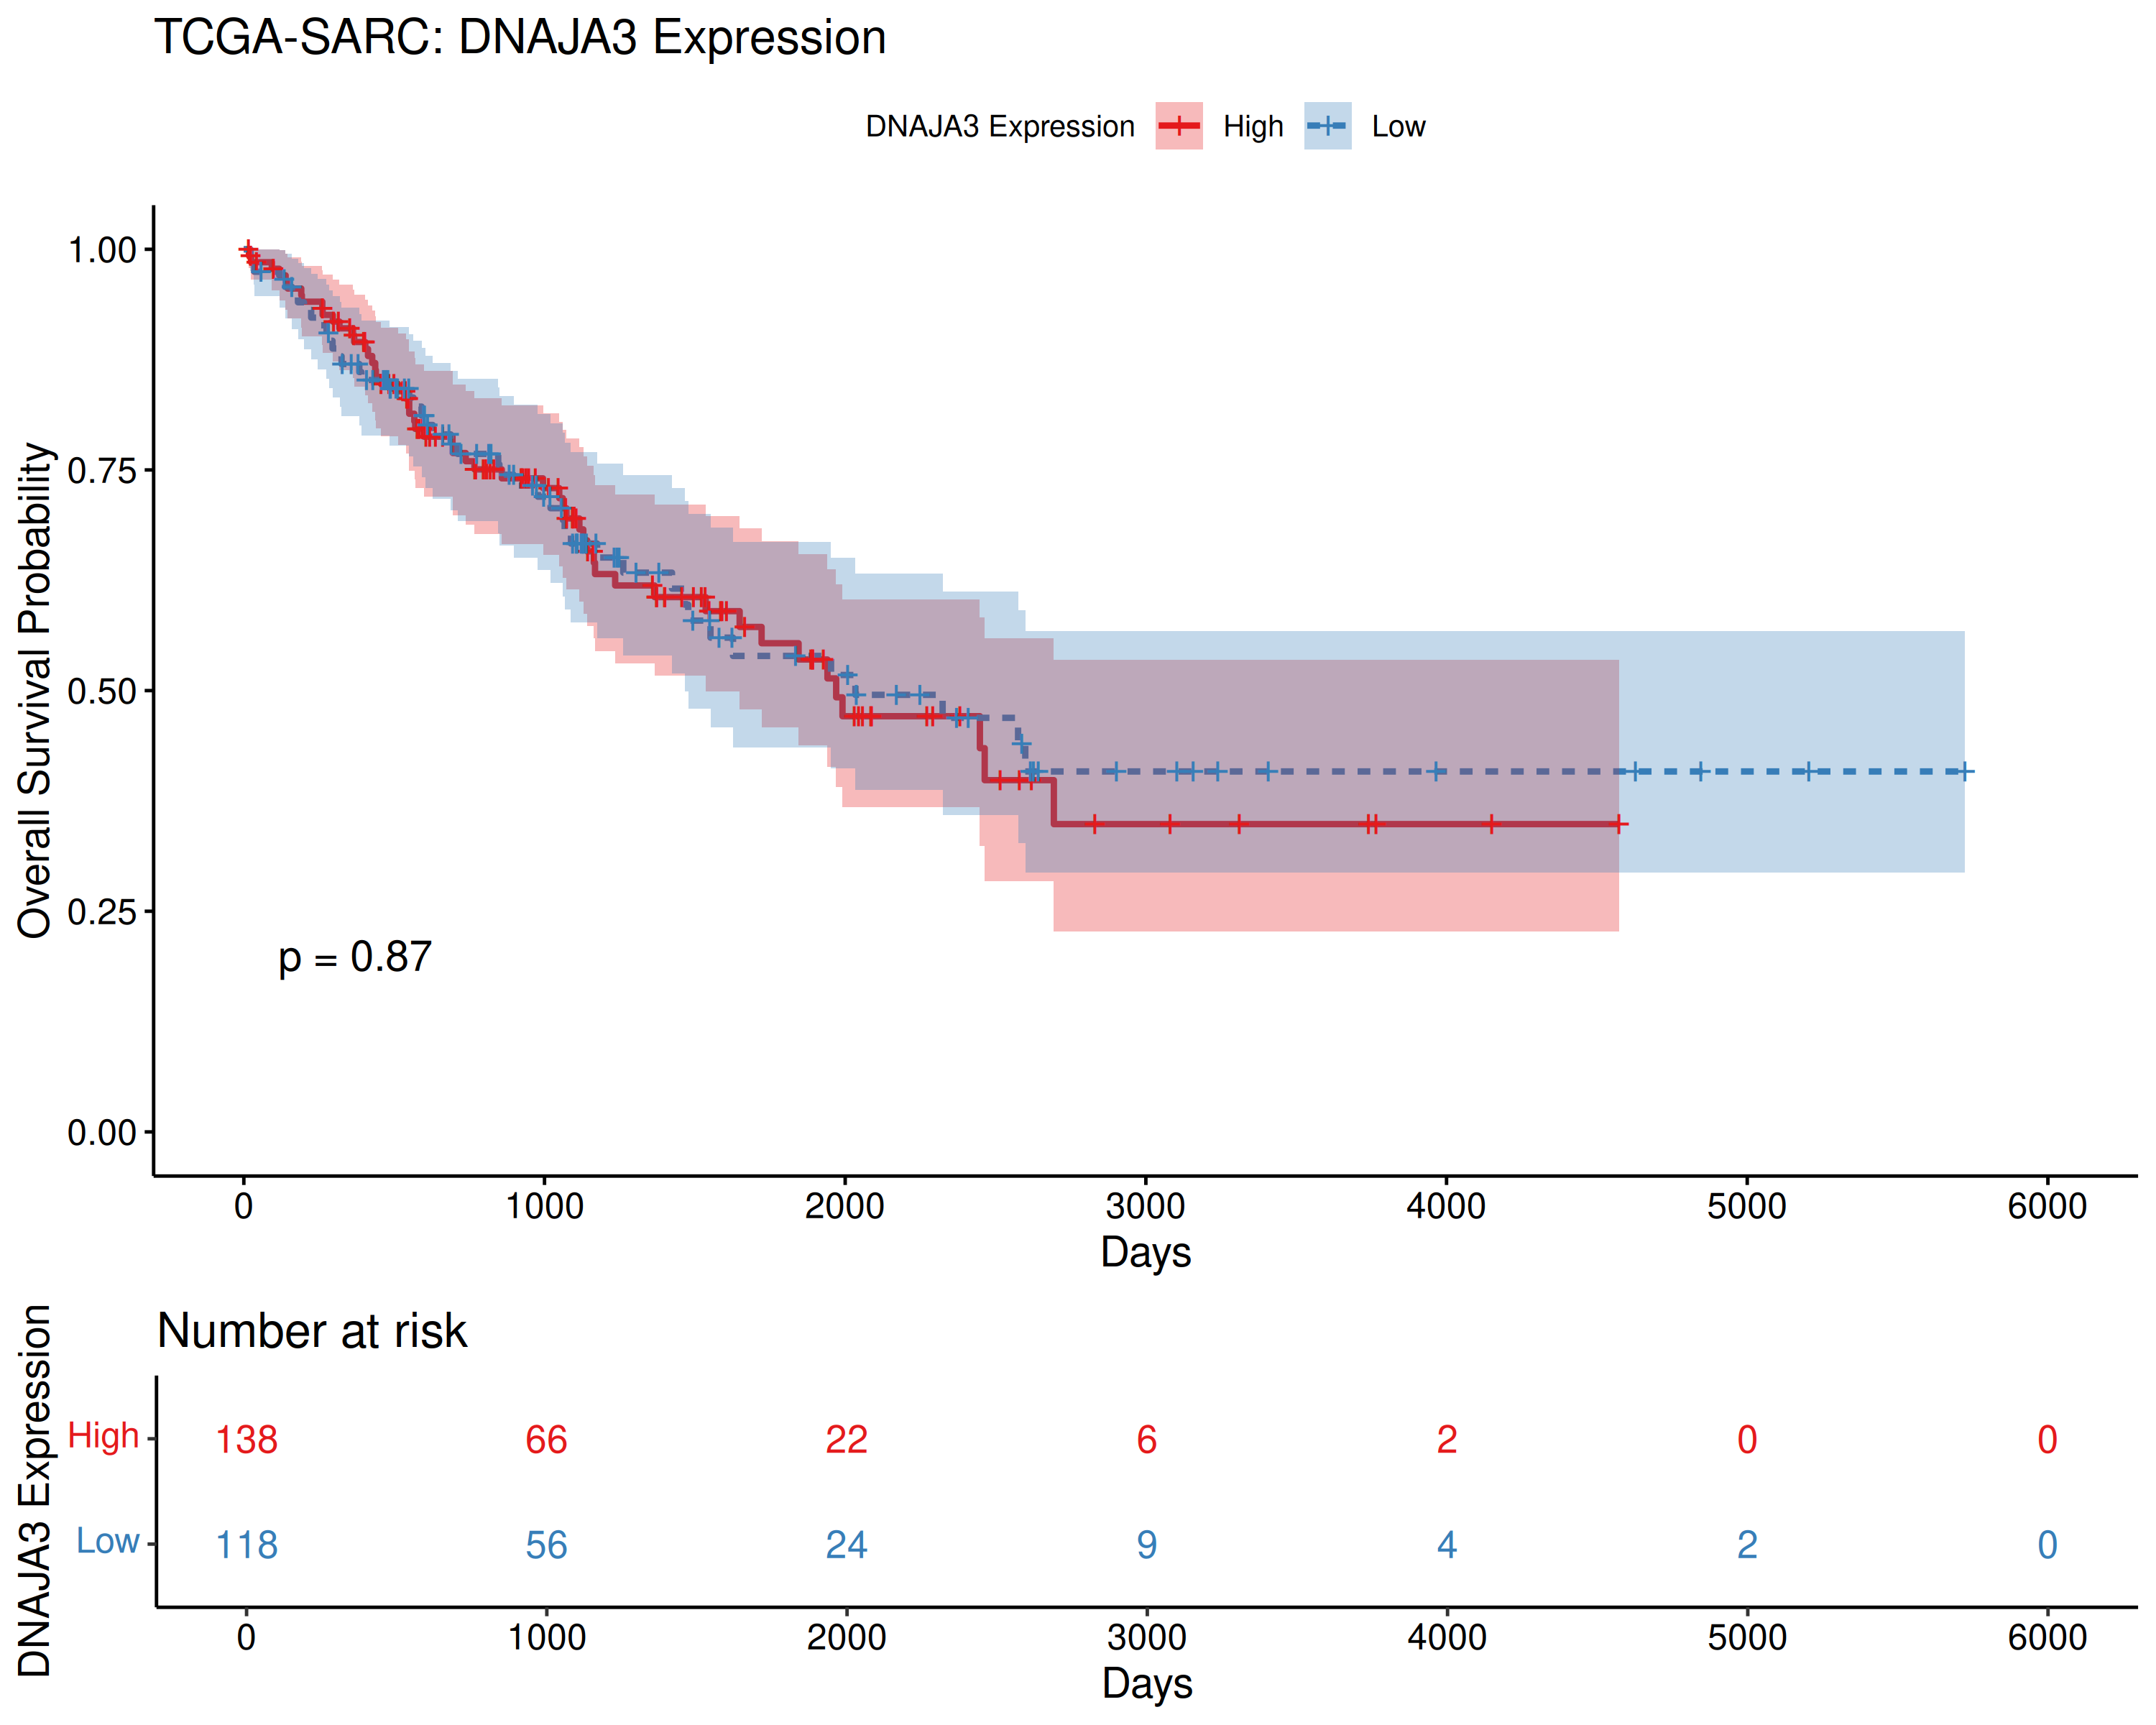 TCGA-SARC: DNAJA3 Expression
DNAJA3 Expression High Low
Overall Survival Probability
1.00
0.75
0.50
0.25
0.00
p = 0.87
0 1000 2000 3000 4000 5000 6000
Days
Number at risk
DNAJA3 Expression
High 138 66 22 6 2 0 0
Low 118 56 24 9 4 2 0
0 1000 2000 3000 4000 5000 6000
Days